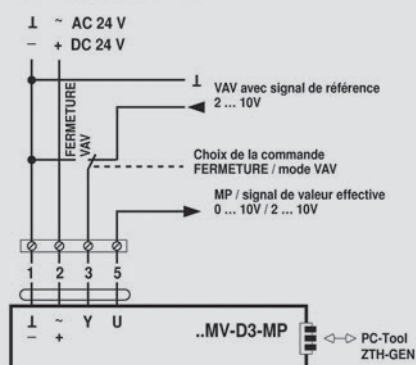 ⊥ ~ AC 24 V
– + DC 24 V
⊥ VAV avec signal de référence
2 ... 10V
FERMETURE
VAV
Choix de la commande
FERMETURE / mode VAV
MP / signal de valeur effective
0 ... 10V / 2 ... 10V
1 2 3 5
⊥ ~ Y U
– +
..MV-D3-MP
PC-Tool
ZTH-GEN